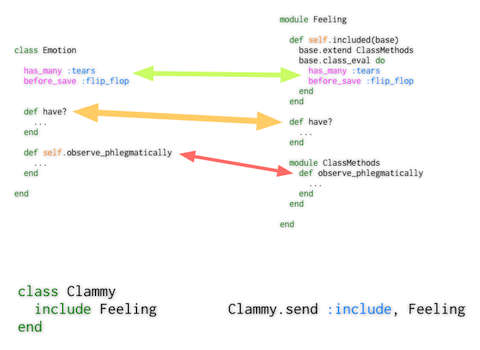 class Emotion
has_many :tears
before_save :flip_flop
def have?
...
end
def self.observe_phlegmatically
...
end
end
module Feeling
def self.included(base)
base.extend ClassMethods
base.class_eval do
has_many :tears
before_save :flip_flop
end
end
def have?
...
end
module ClassMethods
def observe_phlegmatically
...
end
end
end
class Clammy
include Feeling
end
Clammy.send :include, Feeling